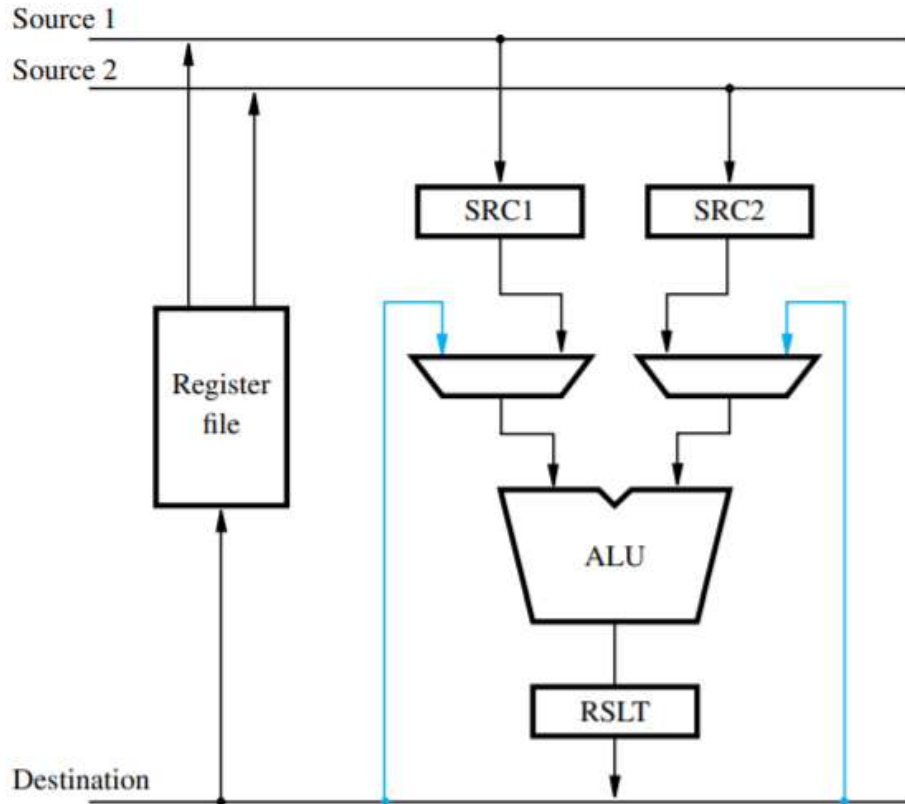 Source 1
Source 2
SRC1
SRC2
Register
file
ALU
RSLT
Destination